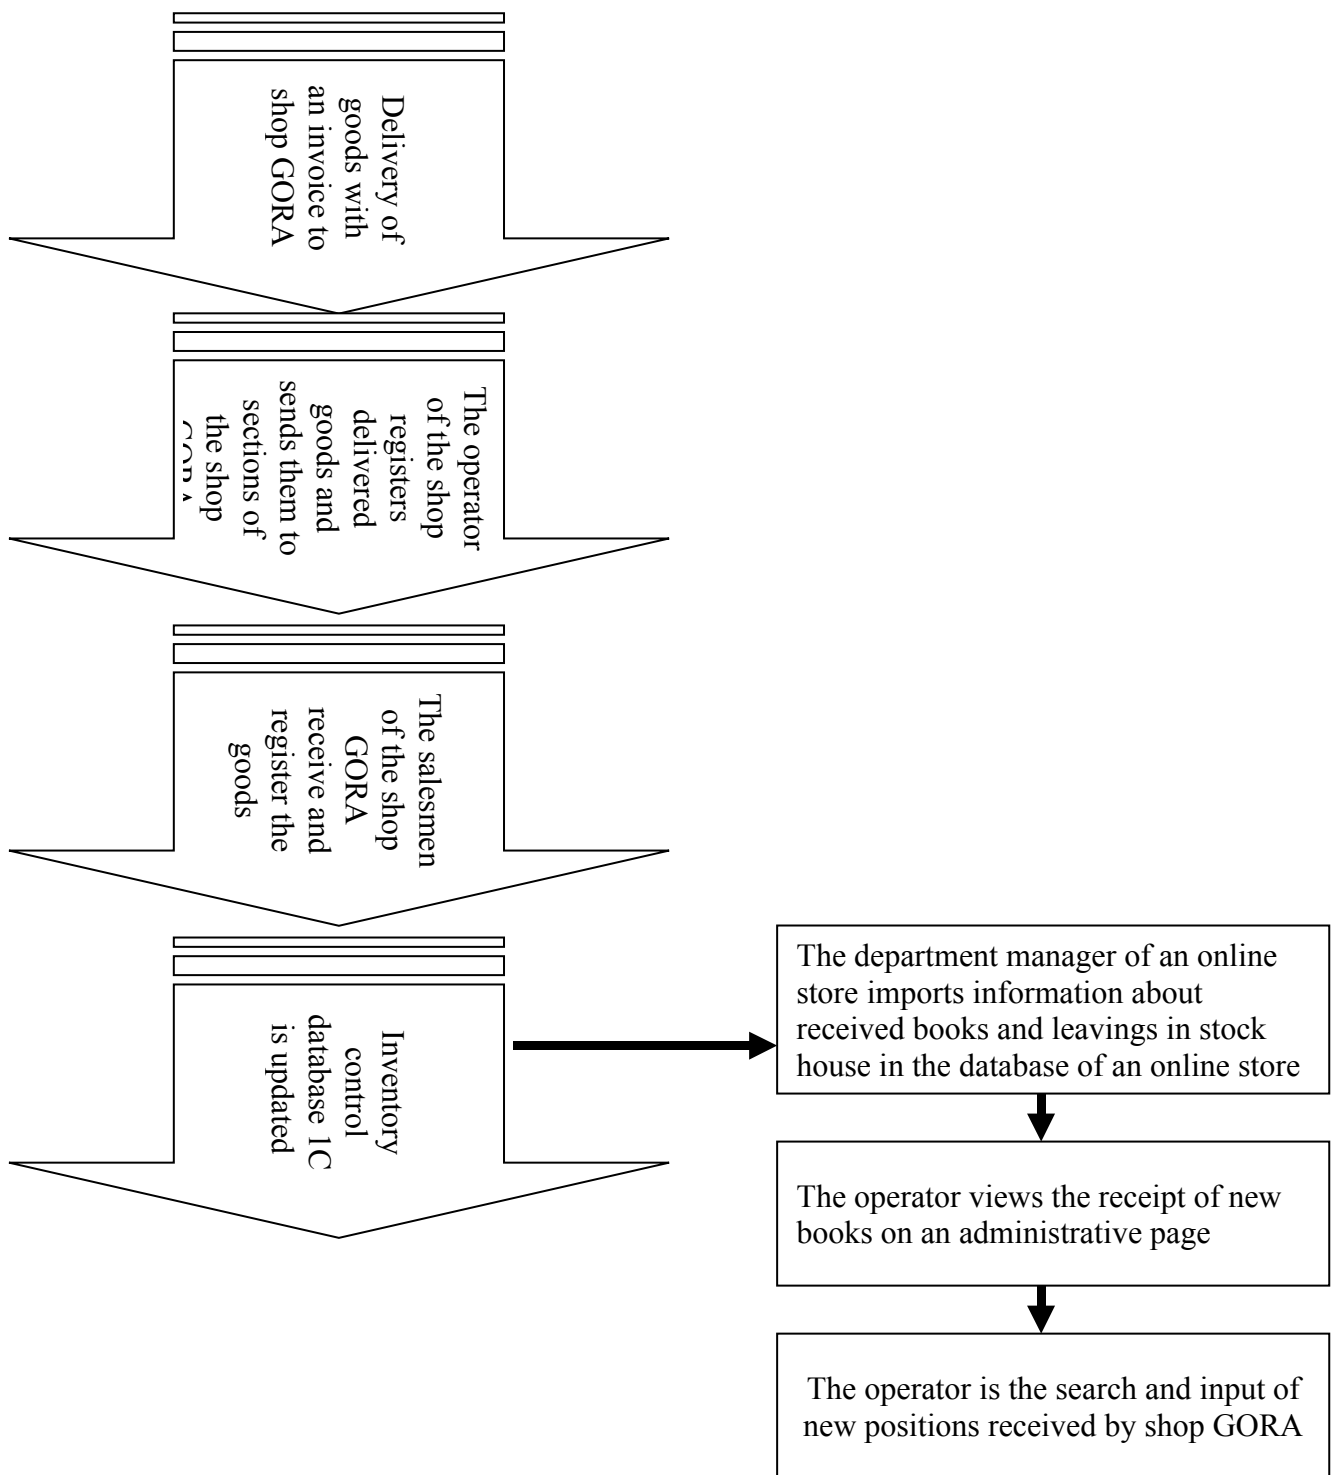 Delivery of
goods with
an invoice to
shop GORA
The operator
of the shop
registers
delivered
goods and
sends them to
sections of
the shop
GORA
The salesmen
of the shop
GORA
receive and
register the
goods
Inventory
control
database 1C
is updated
The department manager of an online
store imports information about
received books and leavings in stock
house in the database of an online store
The operator views the receipt of new
books on an administrative page
The operator is the search and input of
new positions received by shop GORA